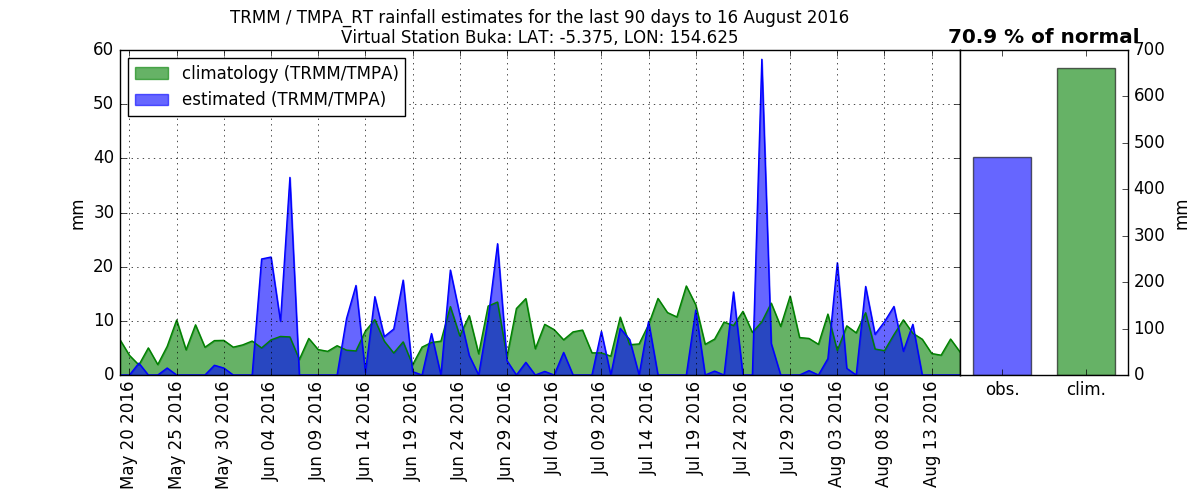 TRMM / TMPA_RT rainfall estimates for the last 90 days to 16 August 2016
Virtual Station Buka: LAT: -5.375, LON: 154.625
70.9 % of normal
climatology (TRMM/TMPA)
estimated (TRMM/TMPA)
mm
60
50
40
30
20
10
0
May 20 2016
May 25 2016
May 30 2016
Jun 04 2016
Jun 09 2016
Jun 14 2016
Jun 19 2016
Jun 24 2016
Jun 29 2016
Jul 04 2016
Jul 09 2016
Jul 14 2016
Jul 19 2016
Jul 24 2016
Jul 29 2016
Aug 03 2016
Aug 08 2016
Aug 13 2016
obs.
clim.
700
600
500
400
300
200
100
0
mm